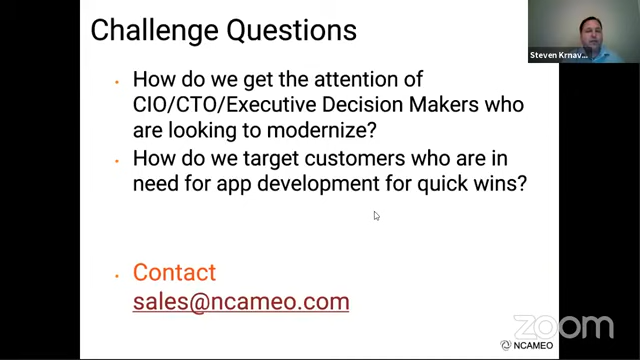 Challenge Questions
Steven Krnav...
• How do we get the attention of
CIO/CTO/Executive Decision Makers who
are looking to modernize?
• How do we target customers who are in
need for app development for quick wins?
• Contact
sales@ncameo.com
zoom
NCAMEO